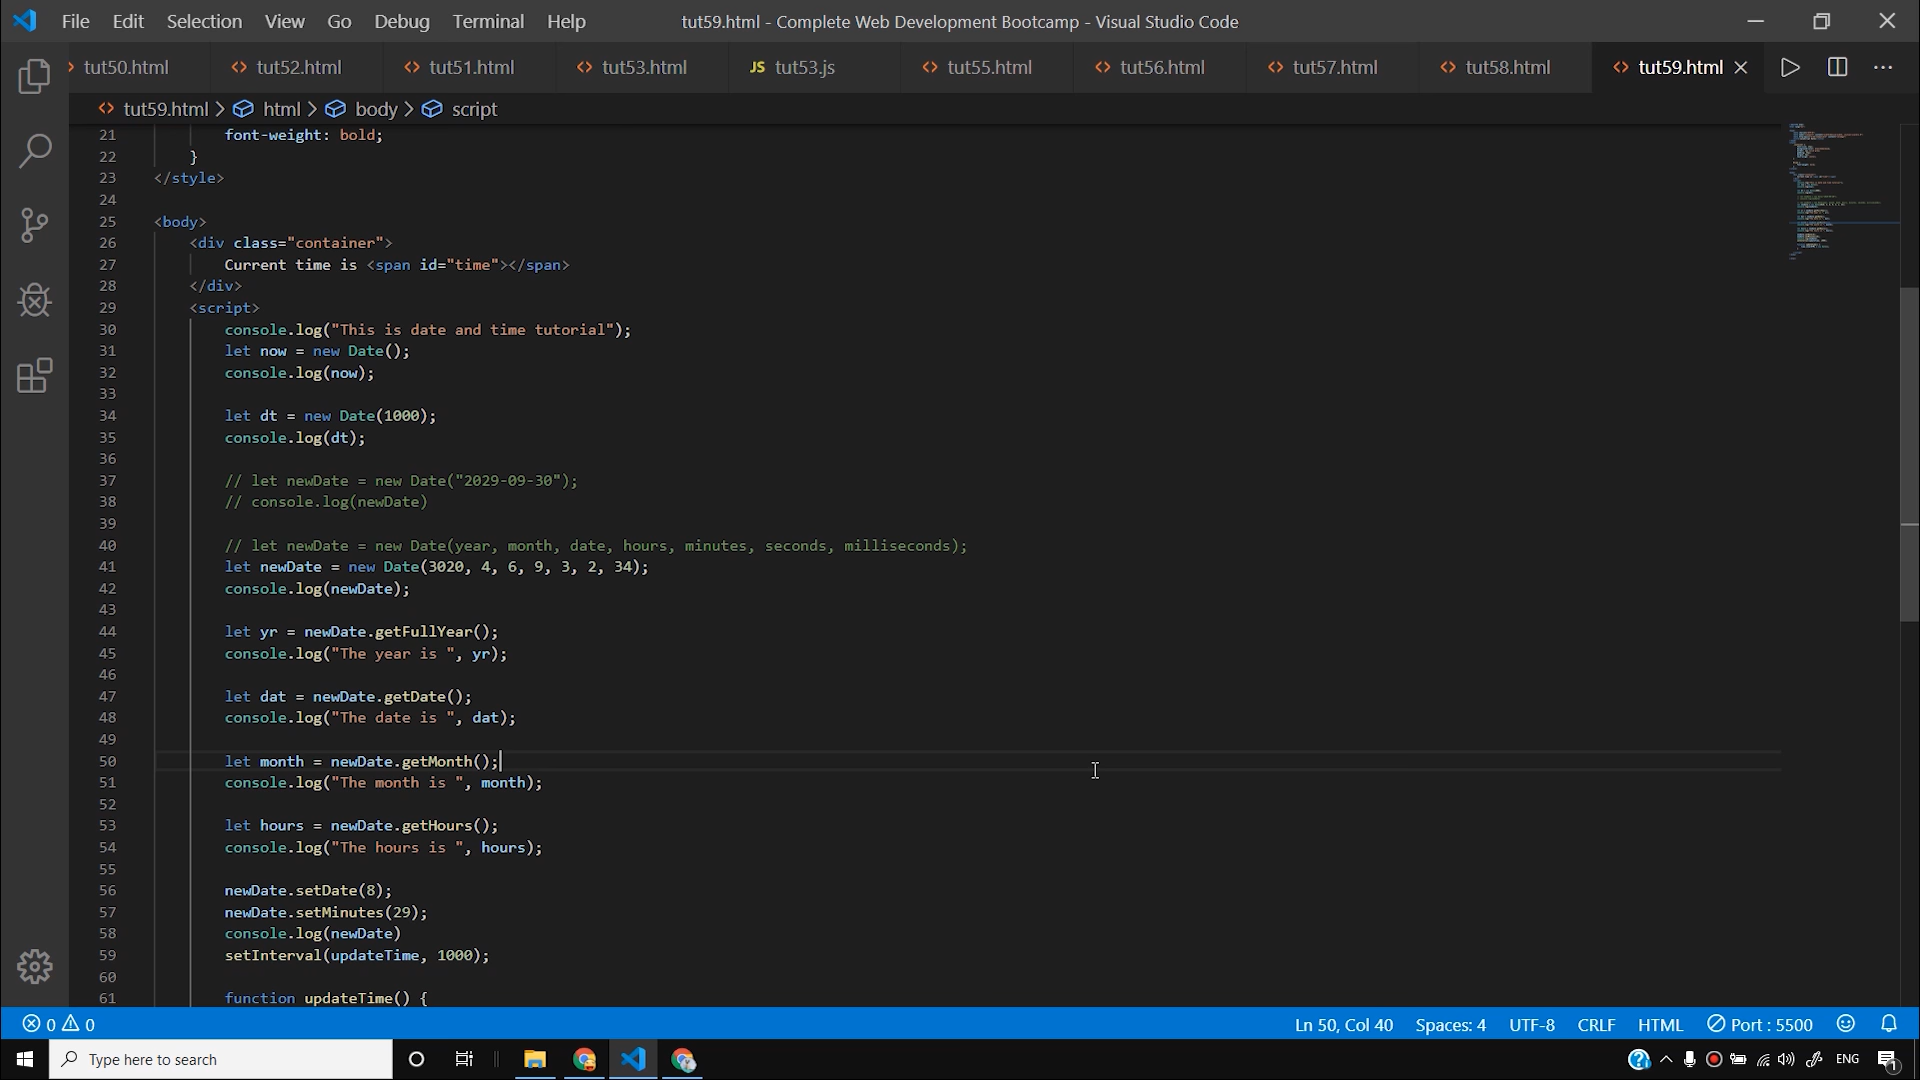 File Edit Selection View Go Debug Terminal Help tut59.html - Complete Web Development Bootcamp - Visual Studio Code
tut50.html tut52.html tut51.html tut53.html JS tut53.js tut55.html tut56.html tut57.html tut58.html tut59.html
tut59.html > html > body > script
21 font-weight: bold;
22 }
23 </style>
24
25 <body>
26 <div class="container">
27 Current time is <span id="time"></span>
28 </div>
29 <script>
30 console.log("This is date and time tutorial");
31 let now = new Date();
32 console.log(now);
33
34 let dt = new Date(1000);
35 console.log(dt);
36
37 // let newDate = new Date("2029-09-30");
38 // console.log(newDate)
39
40 // let newDate = new Date(year, month, date, hours, minutes, seconds, milliseconds);
41 let newDate = new Date(3020, 4, 6, 9, 3, 2, 34);
42 console.log(newDate);
43
44 let yr = newDate.getFullYear();
45 console.log("The year is ", yr);
46
47 let dat = newDate.getDate();
48 console.log("The date is ", dat);
49
50 let month = newDate.getMonth();
51 console.log("The month is ", month);
52
53 let hours = newDate.getHours();
54 console.log("The hours is ", hours);
55
56 newDate.setDate(8);
57 newDate.setMinutes(29);
58 console.log(newDate)
59 setInterval(updateTime, 1000);
60
61 function updateTime() {
0 0 Ln 50, Col 40 Spaces: 4 UTF-8 CRLF HTML Port : 5500
Type here to search ENG 1